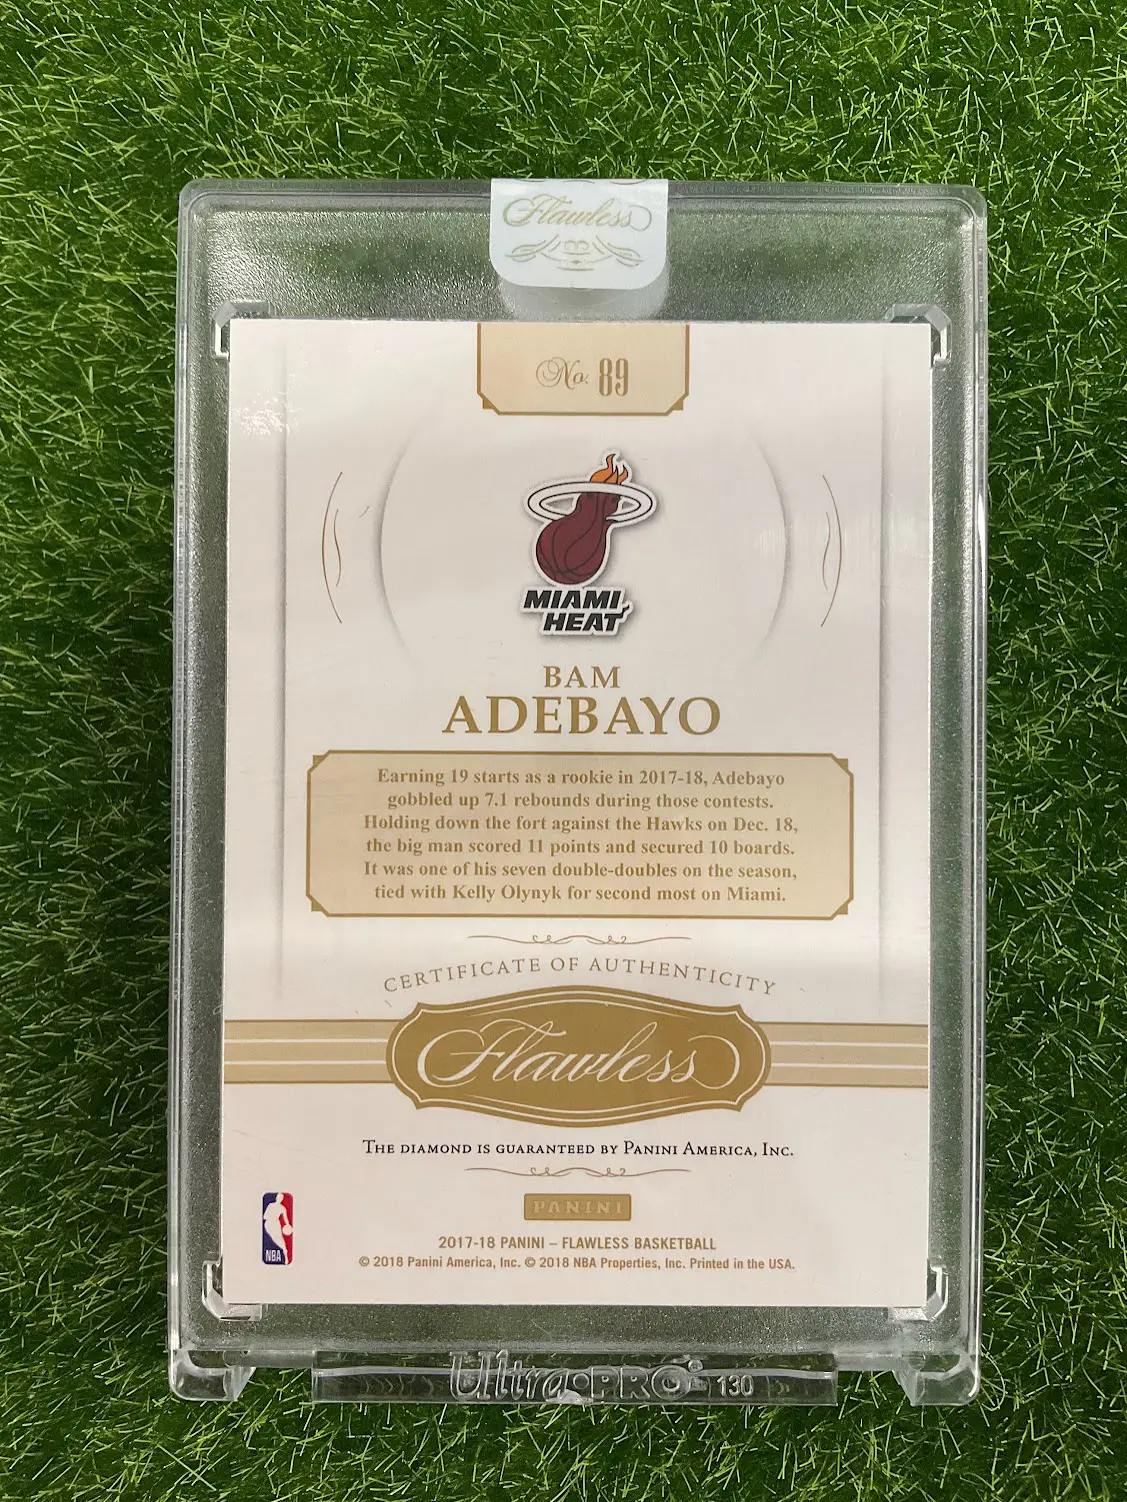 Flawless
No. 89
MIAMI
HEAT
BAM
ADEBAYO
Earning 19 starts as a rookie in 2017-18, Adebayo
gobbled up 7.1 rebounds during those contests.
Holding down the fort against the Hawks on Dec. 18,
the big man scored 11 points and secured 10 boards.
It was one of his seven double-doubles on the season,
tied with Kelly Olynyk for second most on Miami.
CERTIFICATE OF AUTHENTICITY
Flawless
THE DIAMOND IS GUARANTEED BY PANINI AMERICA, INC.
PANINI
NBA
2017-18 PANINI – FLAWLESS BASKETBALL
© 2018 Panini America, Inc. © 2018 NBA Properties, Inc. Printed in the USA.
Ultra•PRO® 130